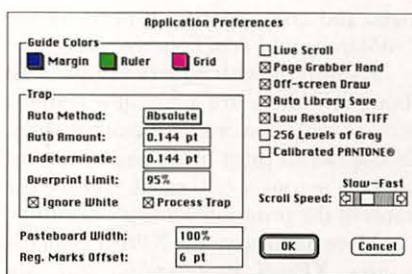 Application Preferences
Guide Colors
Margin Ruler Grid
Trap
Auto Method: Absolute
Auto Amount: 0.144 pt
Indeterminate: 0.144 pt
Overprint Limit: 95%
Ignore White Process Trap
Pasteboard Width: 100%
Reg. Marks Offset: 6 pt
Live Scroll
Page Grabber Hand
Off-screen Draw
Auto Library Save
Low Resolution TIFF
256 Levels of Gray
Calibrated PANTONE®
Slow–Fast
Scroll Speed:
OK Cancel